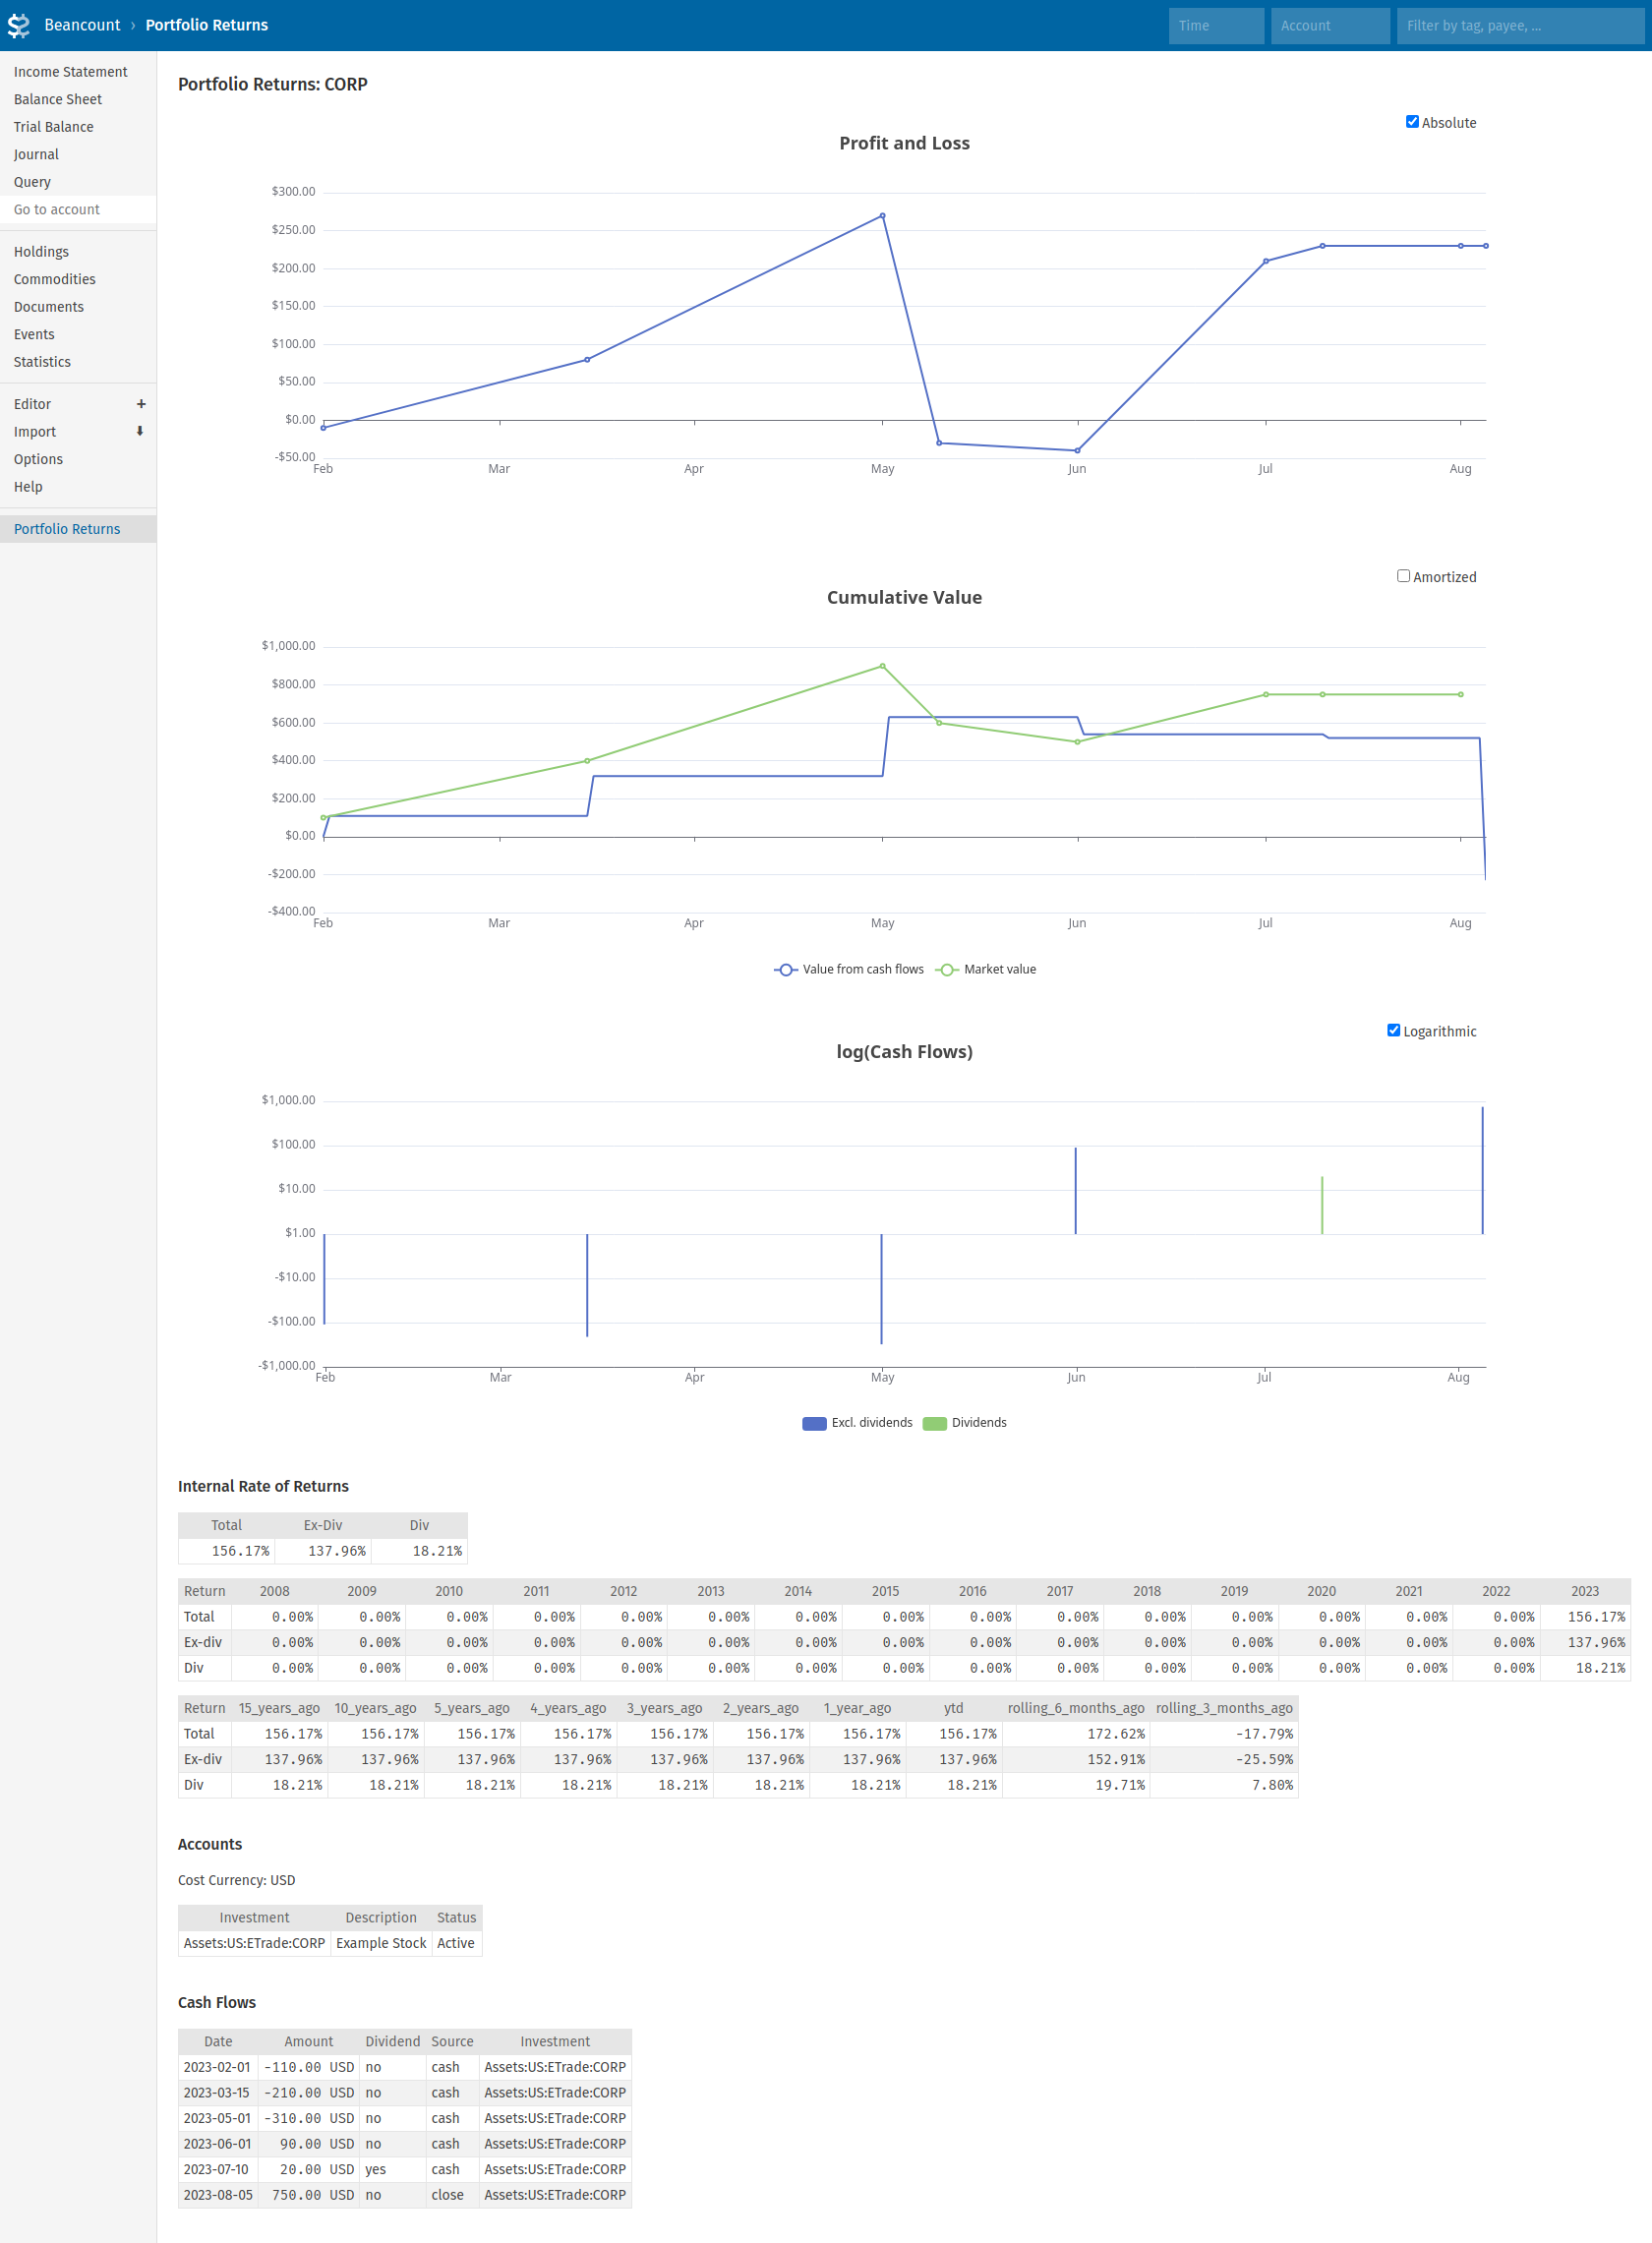 Beancount › Portfolio Returns
Time
Account
Filter by tag, payee, ...
Income Statement
Balance Sheet
Trial Balance
Journal
Query
Go to account
Holdings
Commodities
Documents
Events
Statistics
Editor +
Import ⬇
Options
Help
Portfolio Returns
Portfolio Returns: CORP
Absolute
Profit and Loss
$300.00
$250.00
$200.00
$150.00
$100.00
$50.00
$0.00
-$50.00
Feb Mar Apr May Jun Jul Aug
Amortized
Cumulative Value
$1,000.00
$800.00
$600.00
$400.00
$200.00
$0.00
-$200.00
-$400.00
Feb Mar Apr May Jun Jul Aug
Value from cash flows Market value
Logarithmic
log(Cash Flows)
$1,000.00
$100.00
$10.00
$1.00
-$10.00
-$100.00
-$1,000.00
Feb Mar Apr May Jun Jul Aug
Excl. dividends Dividends
Internal Rate of Returns
Total Ex-Div Div
156.17% 137.96% 18.21%
Return 2008 2009 2010 2011 2012 2013 2014 2015 2016 2017 2018 2019 2020 2021 2022 2023
Total 0.00% 0.00% 0.00% 0.00% 0.00% 0.00% 0.00% 0.00% 0.00% 0.00% 0.00% 0.00% 0.00% 0.00% 0.00% 156.17%
Ex-div 0.00% 0.00% 0.00% 0.00% 0.00% 0.00% 0.00% 0.00% 0.00% 0.00% 0.00% 0.00% 0.00% 0.00% 0.00% 137.96%
Div 0.00% 0.00% 0.00% 0.00% 0.00% 0.00% 0.00% 0.00% 0.00% 0.00% 0.00% 0.00% 0.00% 0.00% 0.00% 18.21%
Return 15_years_ago 10_years_ago 5_years_ago 4_years_ago 3_years_ago 2_years_ago 1_year_ago ytd rolling_6_months_ago rolling_3_months_ago
Total 156.17% 156.17% 156.17% 156.17% 156.17% 156.17% 156.17% 156.17% 172.62% -17.79%
Ex-div 137.96% 137.96% 137.96% 137.96% 137.96% 137.96% 137.96% 137.96% 152.91% -25.59%
Div 18.21% 18.21% 18.21% 18.21% 18.21% 18.21% 18.21% 18.21% 19.71% 7.80%
Accounts
Cost Currency: USD
Investment Description Status
Assets:US:ETrade:CORP Example Stock Active
Cash Flows
Date Amount Dividend Source Investment
2023-02-01 -110.00 USD no cash Assets:US:ETrade:CORP
2023-03-15 -210.00 USD no cash Assets:US:ETrade:CORP
2023-05-01 -310.00 USD no cash Assets:US:ETrade:CORP
2023-06-01 90.00 USD no cash Assets:US:ETrade:CORP
2023-07-10 20.00 USD yes cash Assets:US:ETrade:CORP
2023-08-05 750.00 USD no close Assets:US:ETrade:CORP